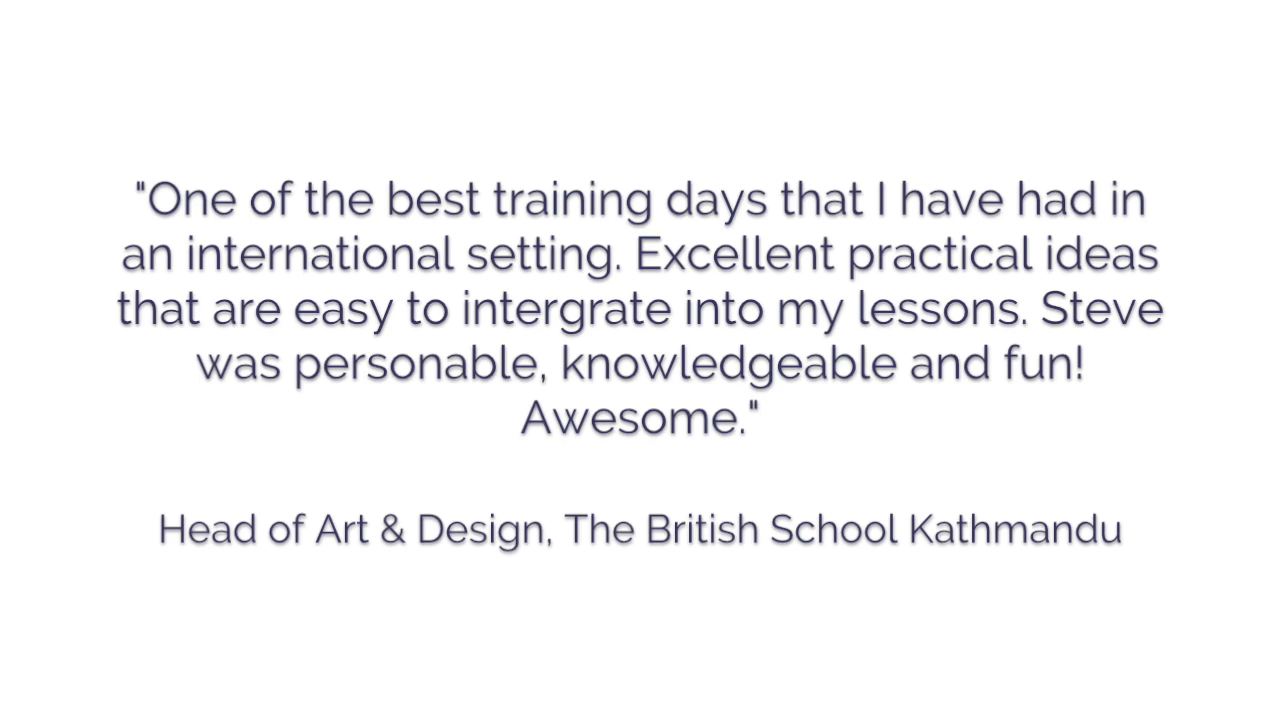 "One of the best training days that I have had in
an international setting. Excellent practical ideas
that are easy to intergrate into my lessons. Steve
was personable, knowledgeable and fun!
Awesome."
Head of Art & Design, The British School Kathmandu